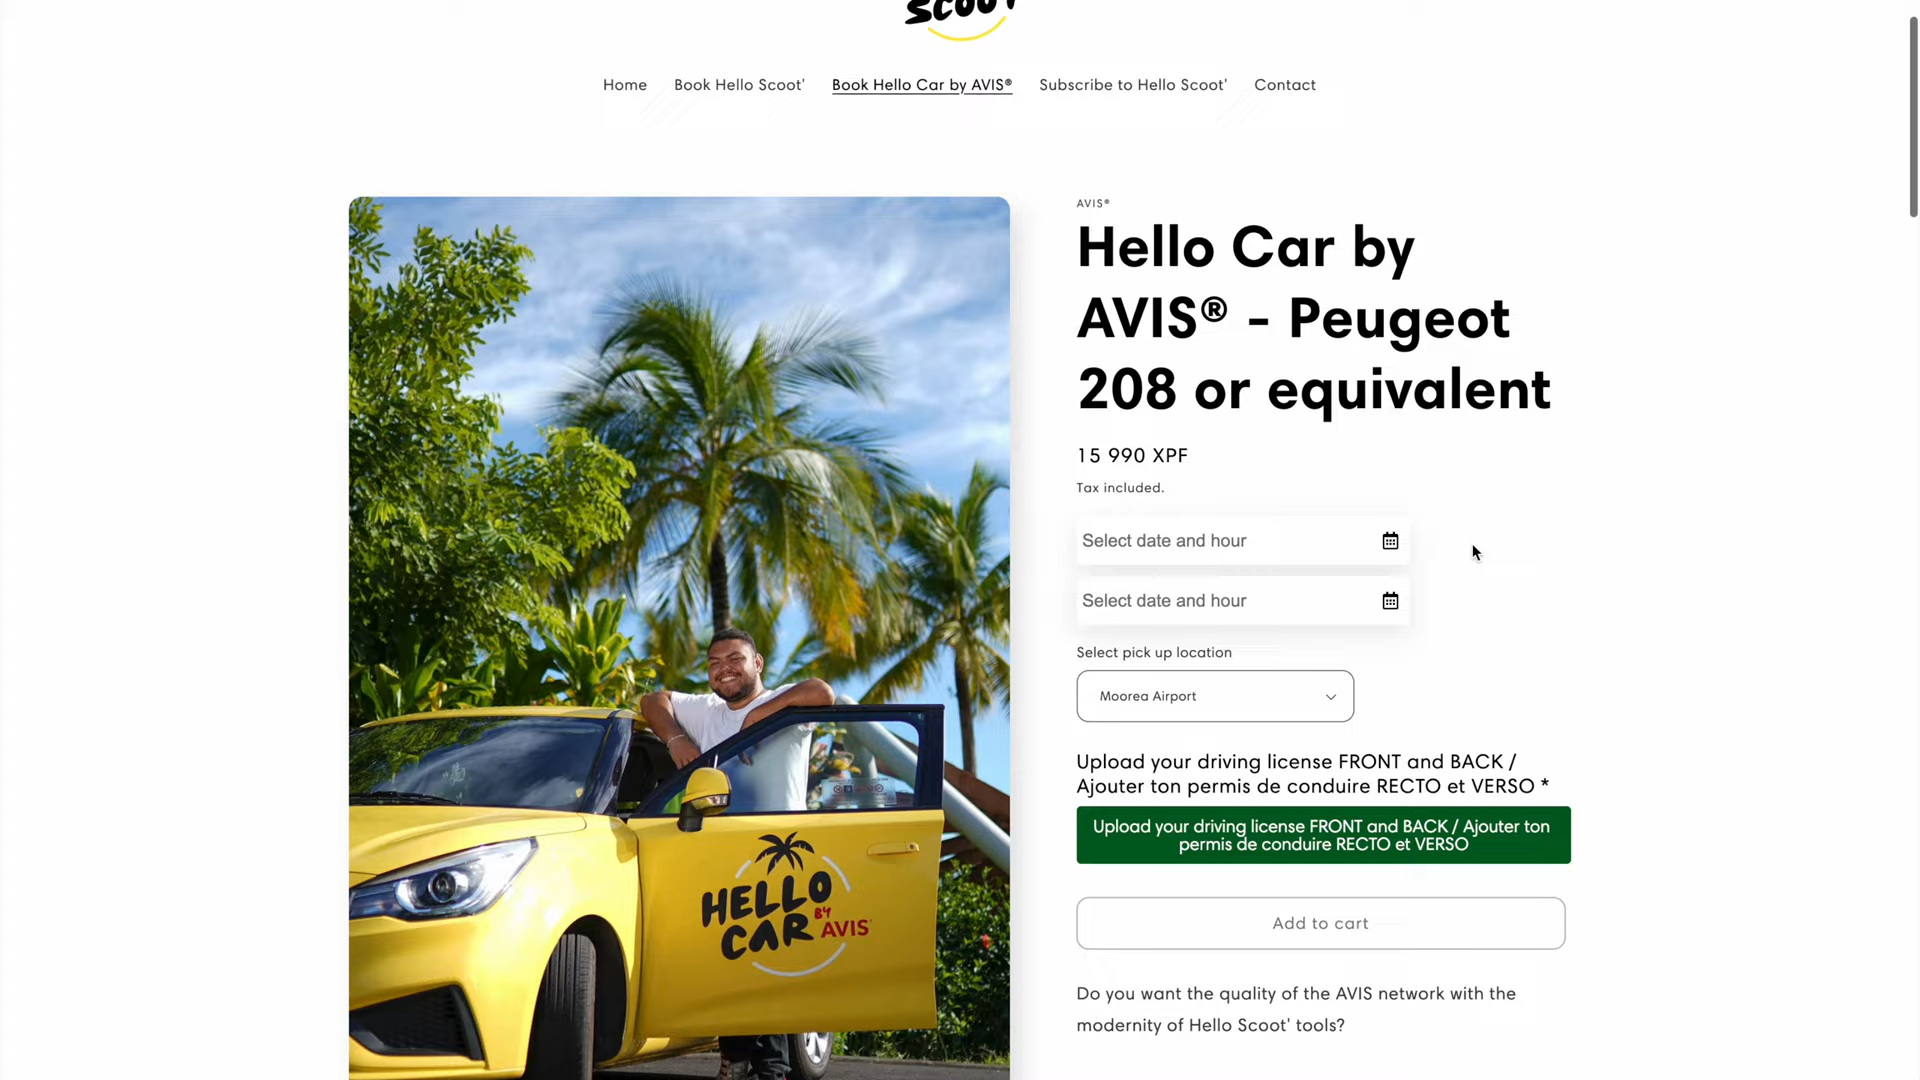 SCOOT'
Home Book Hello Scoot' Book Hello Car by AVIS® Subscribe to Hello Scoot' Contact
AVIS®
Hello Car by
AVIS® - Peugeot
208 or equivalent
15 990 XPF
Tax included.
Select date and hour
Select date and hour
Select pick up location
Moorea Airport
Upload your driving license FRONT and BACK /
Ajouter ton permis de conduire RECTO et VERSO *
Upload your driving license FRONT and BACK / Ajouter ton
permis de conduire RECTO et VERSO
Add to cart
Do you want the quality of the AVIS network with the
modernity of Hello Scoot' tools?
HELLO
CAR BY AVIS